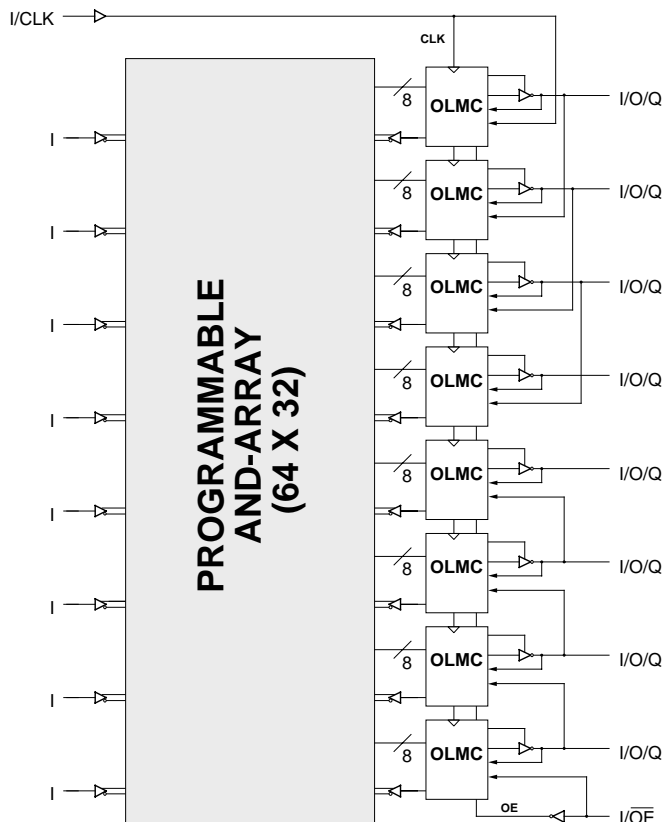 I/CLK
CLK
8
OLMC
I/O/Q
I
8
OLMC
I/O/Q
I
8
OLMC
I/O/Q
I
8
OLMC
I/O/Q
I
8
OLMC
I/O/Q
I
8
OLMC
I/O/Q
I
8
OLMC
I/O/Q
I
8
OLMC
I/O/Q
I
OE
I/O̅E̅
PROGRAMMABLE
AND-ARRAY
(64 X 32)